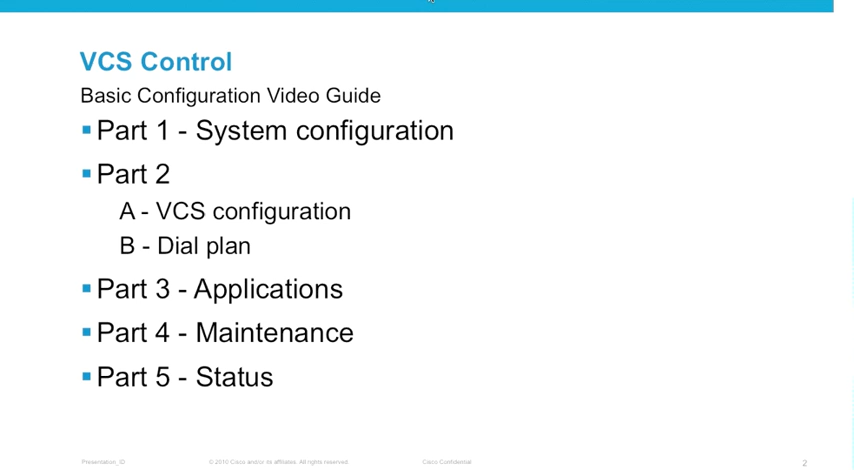 VCS Control
Basic Configuration Video Guide
Part 1 - System configuration
Part 2
A - VCS configuration
B - Dial plan
Part 3 - Applications
Part 4 - Maintenance
Part 5 - Status
Presentation_ID © 2010 Cisco and/or its affiliates. All rights reserved. Cisco Confidential 2